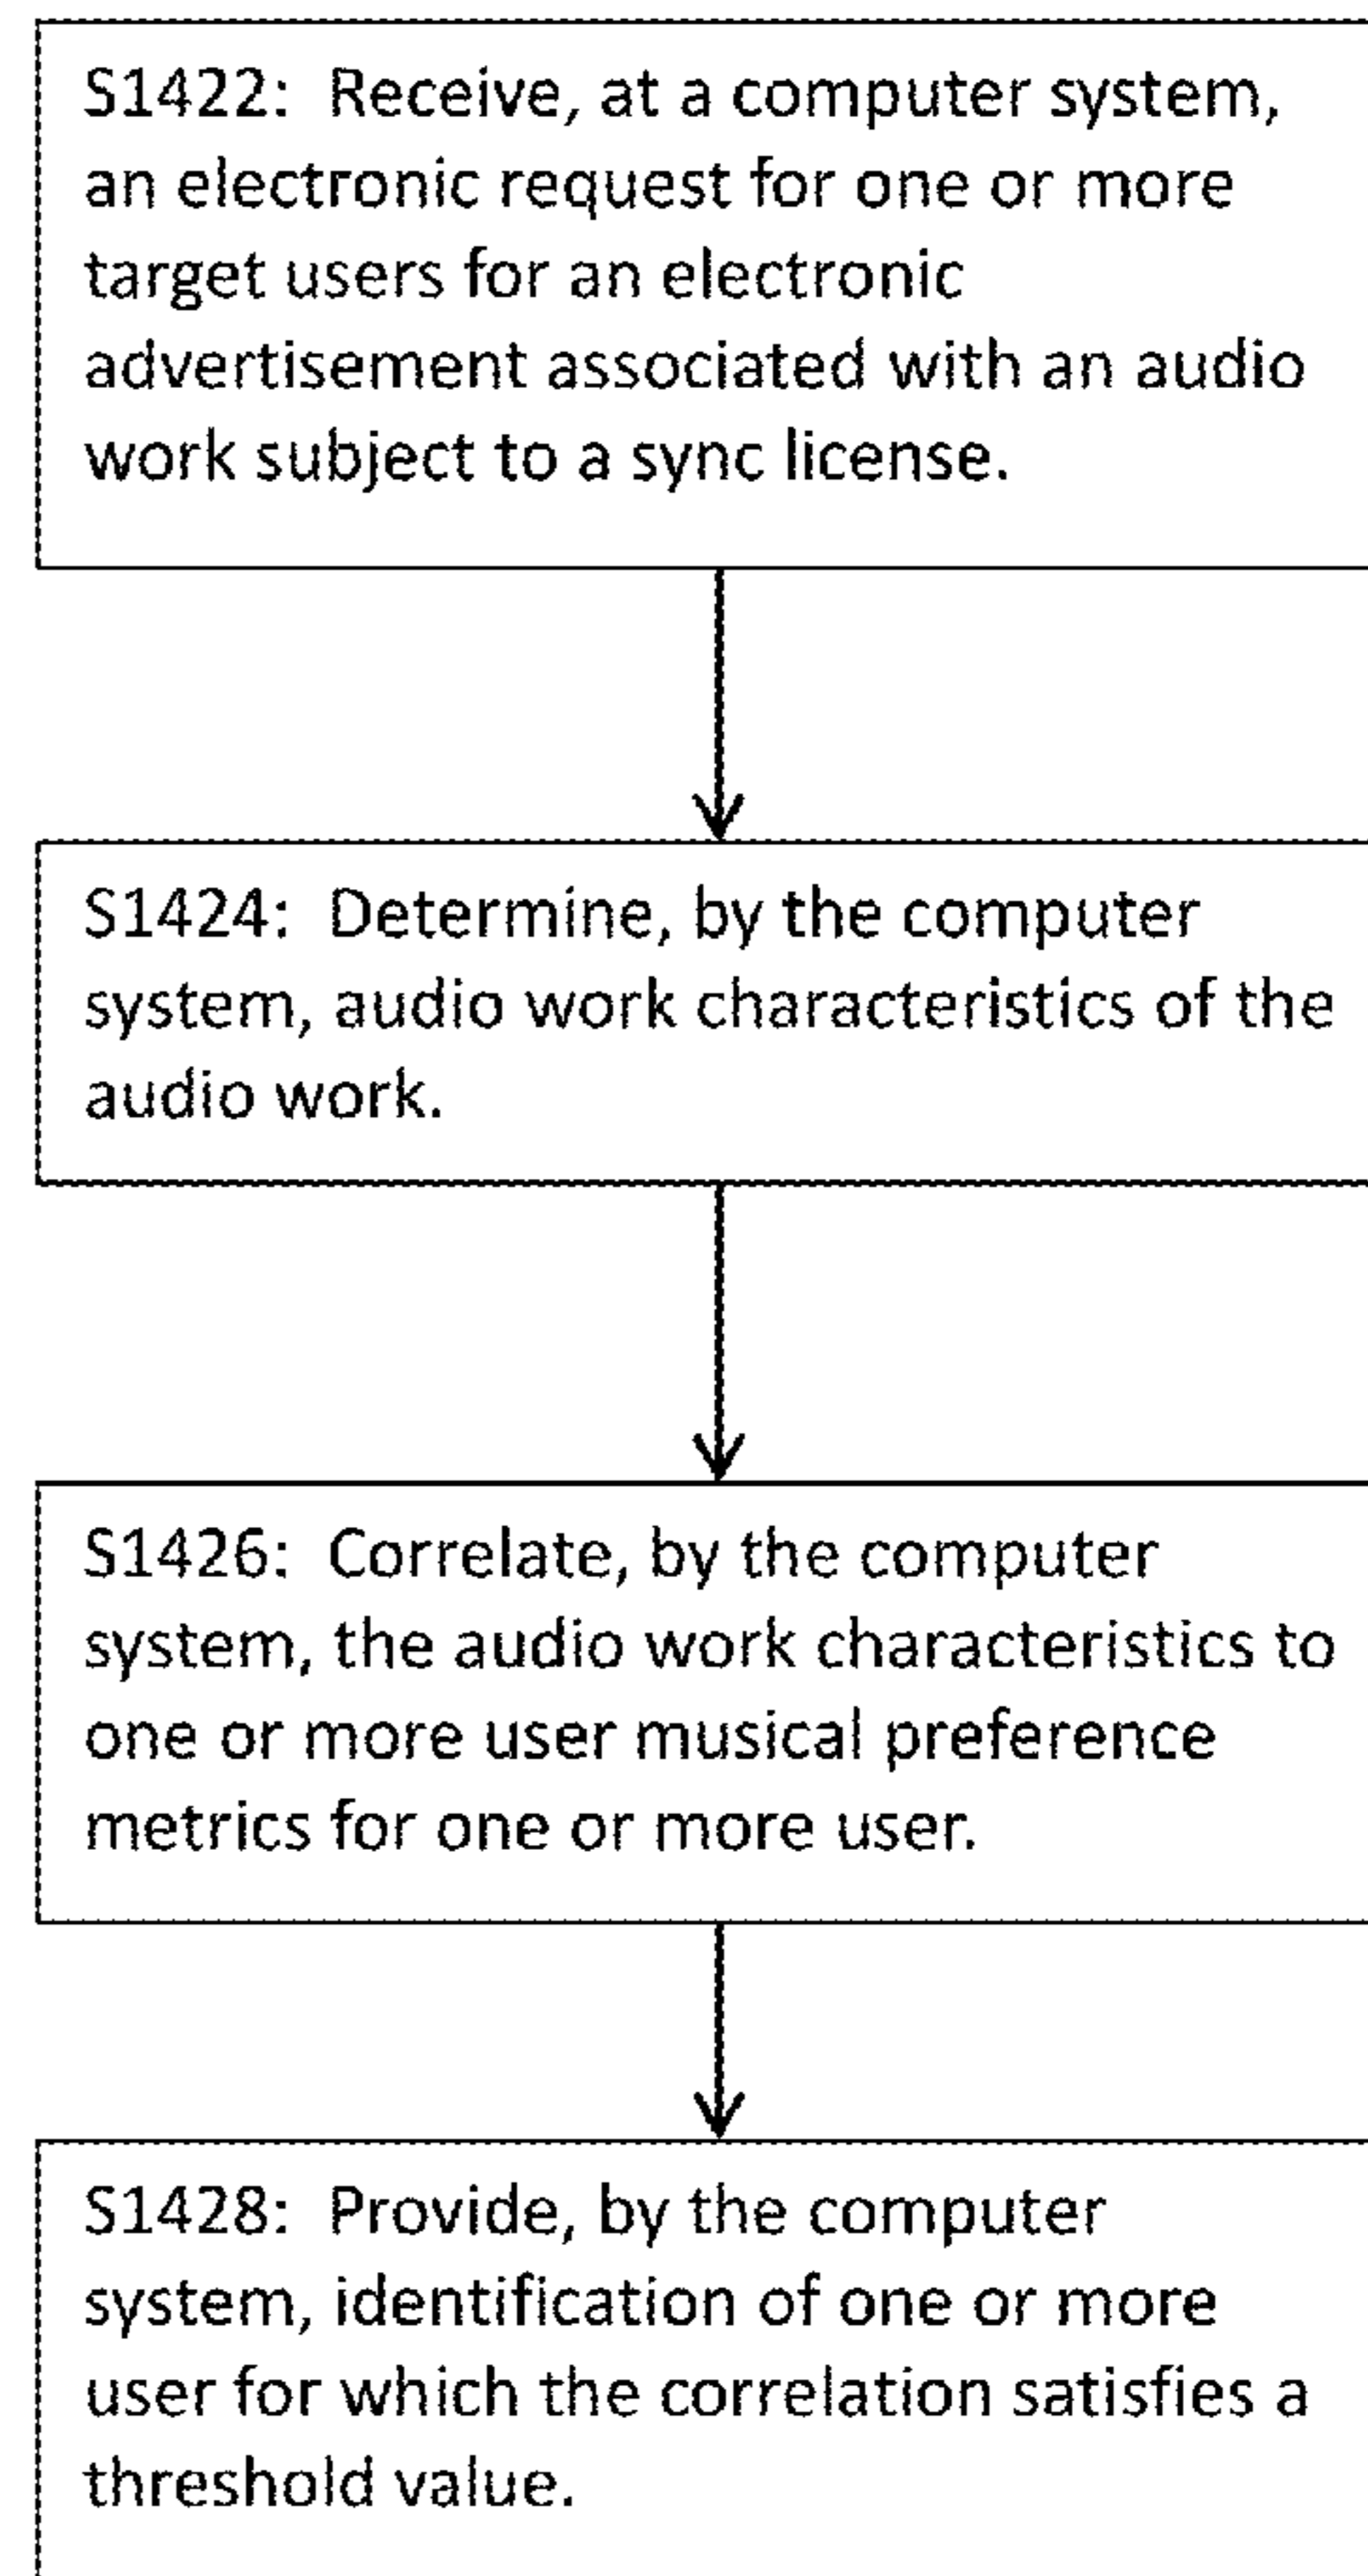 S1422:  Receive, at a computer system,
an electronic request for one or more
target users for an electronic
advertisement associated with an audio
work subject to a sync license.
S1424:  Determine, by the computer
system, audio work characteristics of the
audio work.
S1426:  Correlate, by the computer
system, the audio work characteristics to
one or more user musical preference
metrics for one or more user.
S1428:  Provide, by the computer
system, identification of one or more
user for which the correlation satisfies a
threshold value.